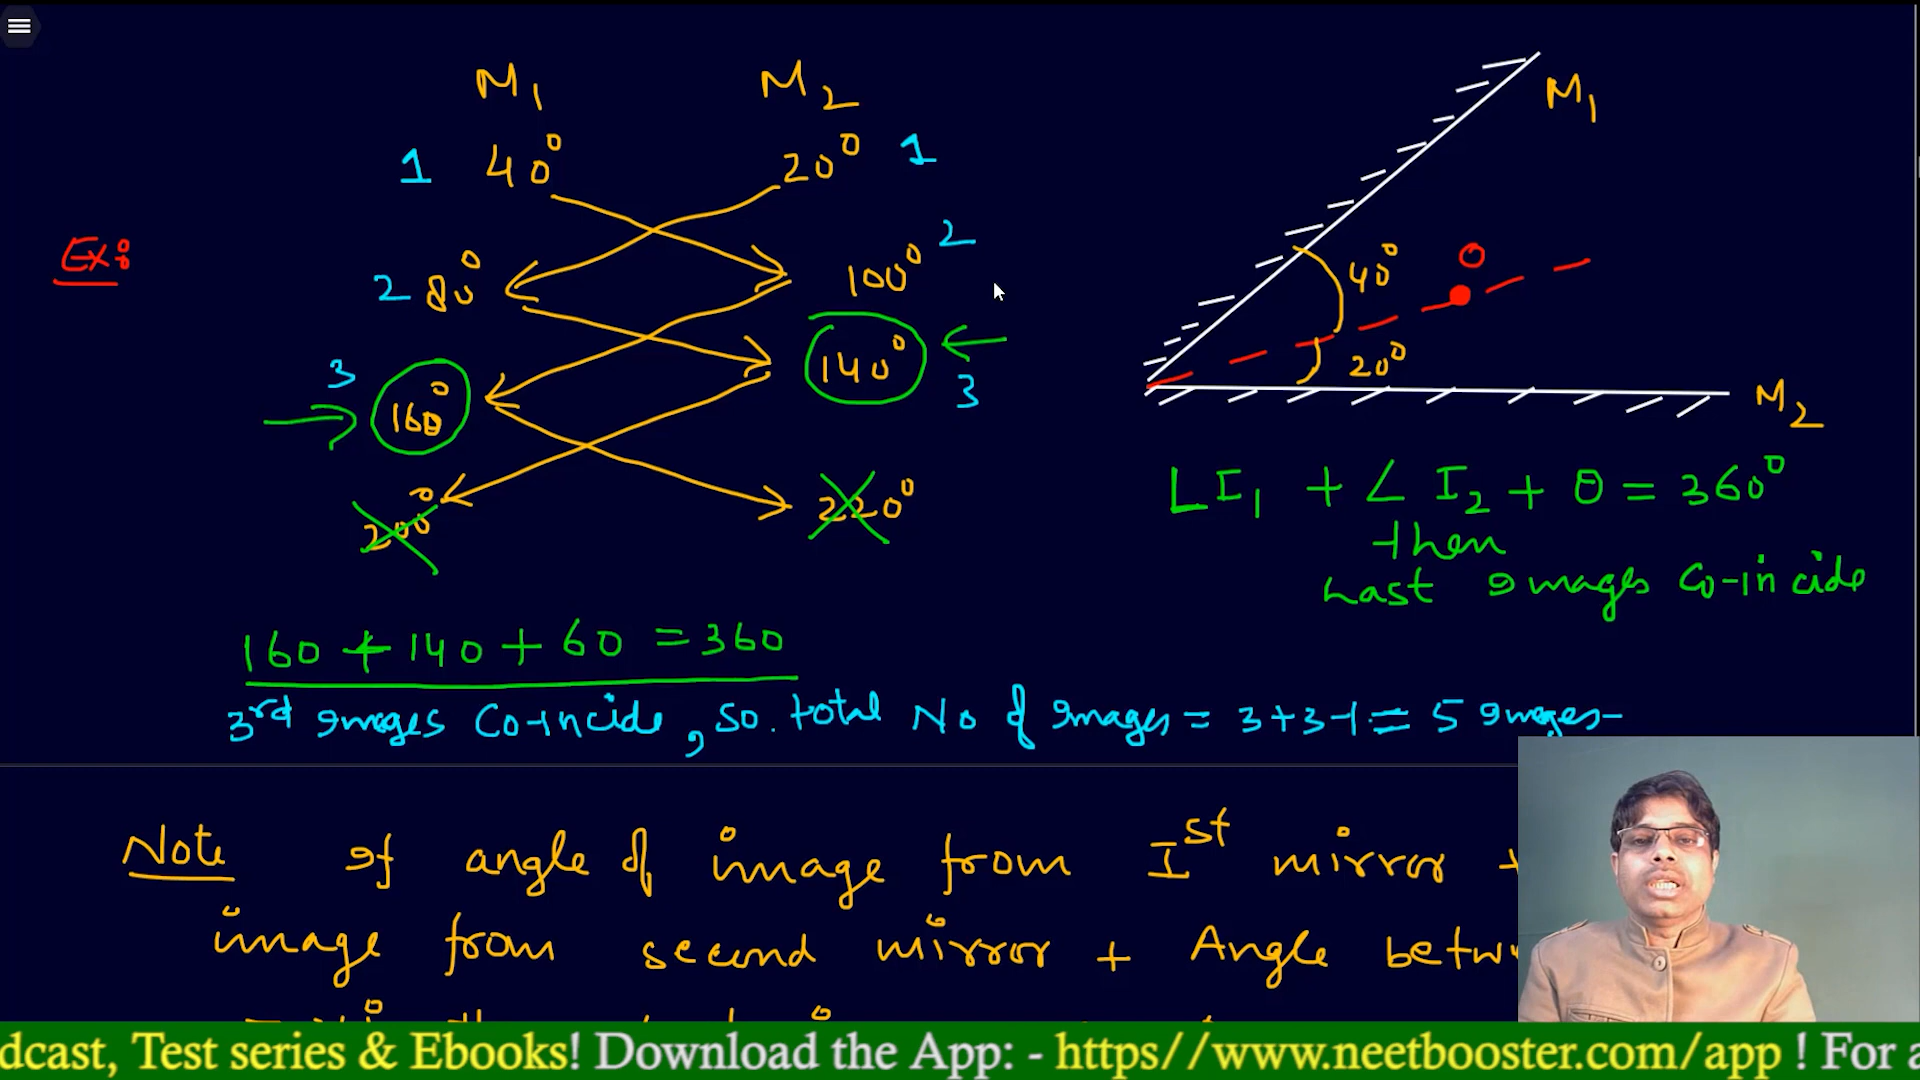 M1 M2
1 40° 20° 1
M1
Ex:
2 80° 100° 2
40° O
20°
3 160° 140° 3
M2
200° 220°
LI1 + ∠I2 + θ = 360°
then
Last Images Co-incide
160 + 140 + 60 = 360
3rd Images Co-incide, So. total No of Images = 3+3-1 = 5 Images-
Note If angle of image from Ist mirror +
image from second mirror + Angle betw
dcast, Test series & Ebooks! Download the App: - https//www.neetbooster.com/app ! For a